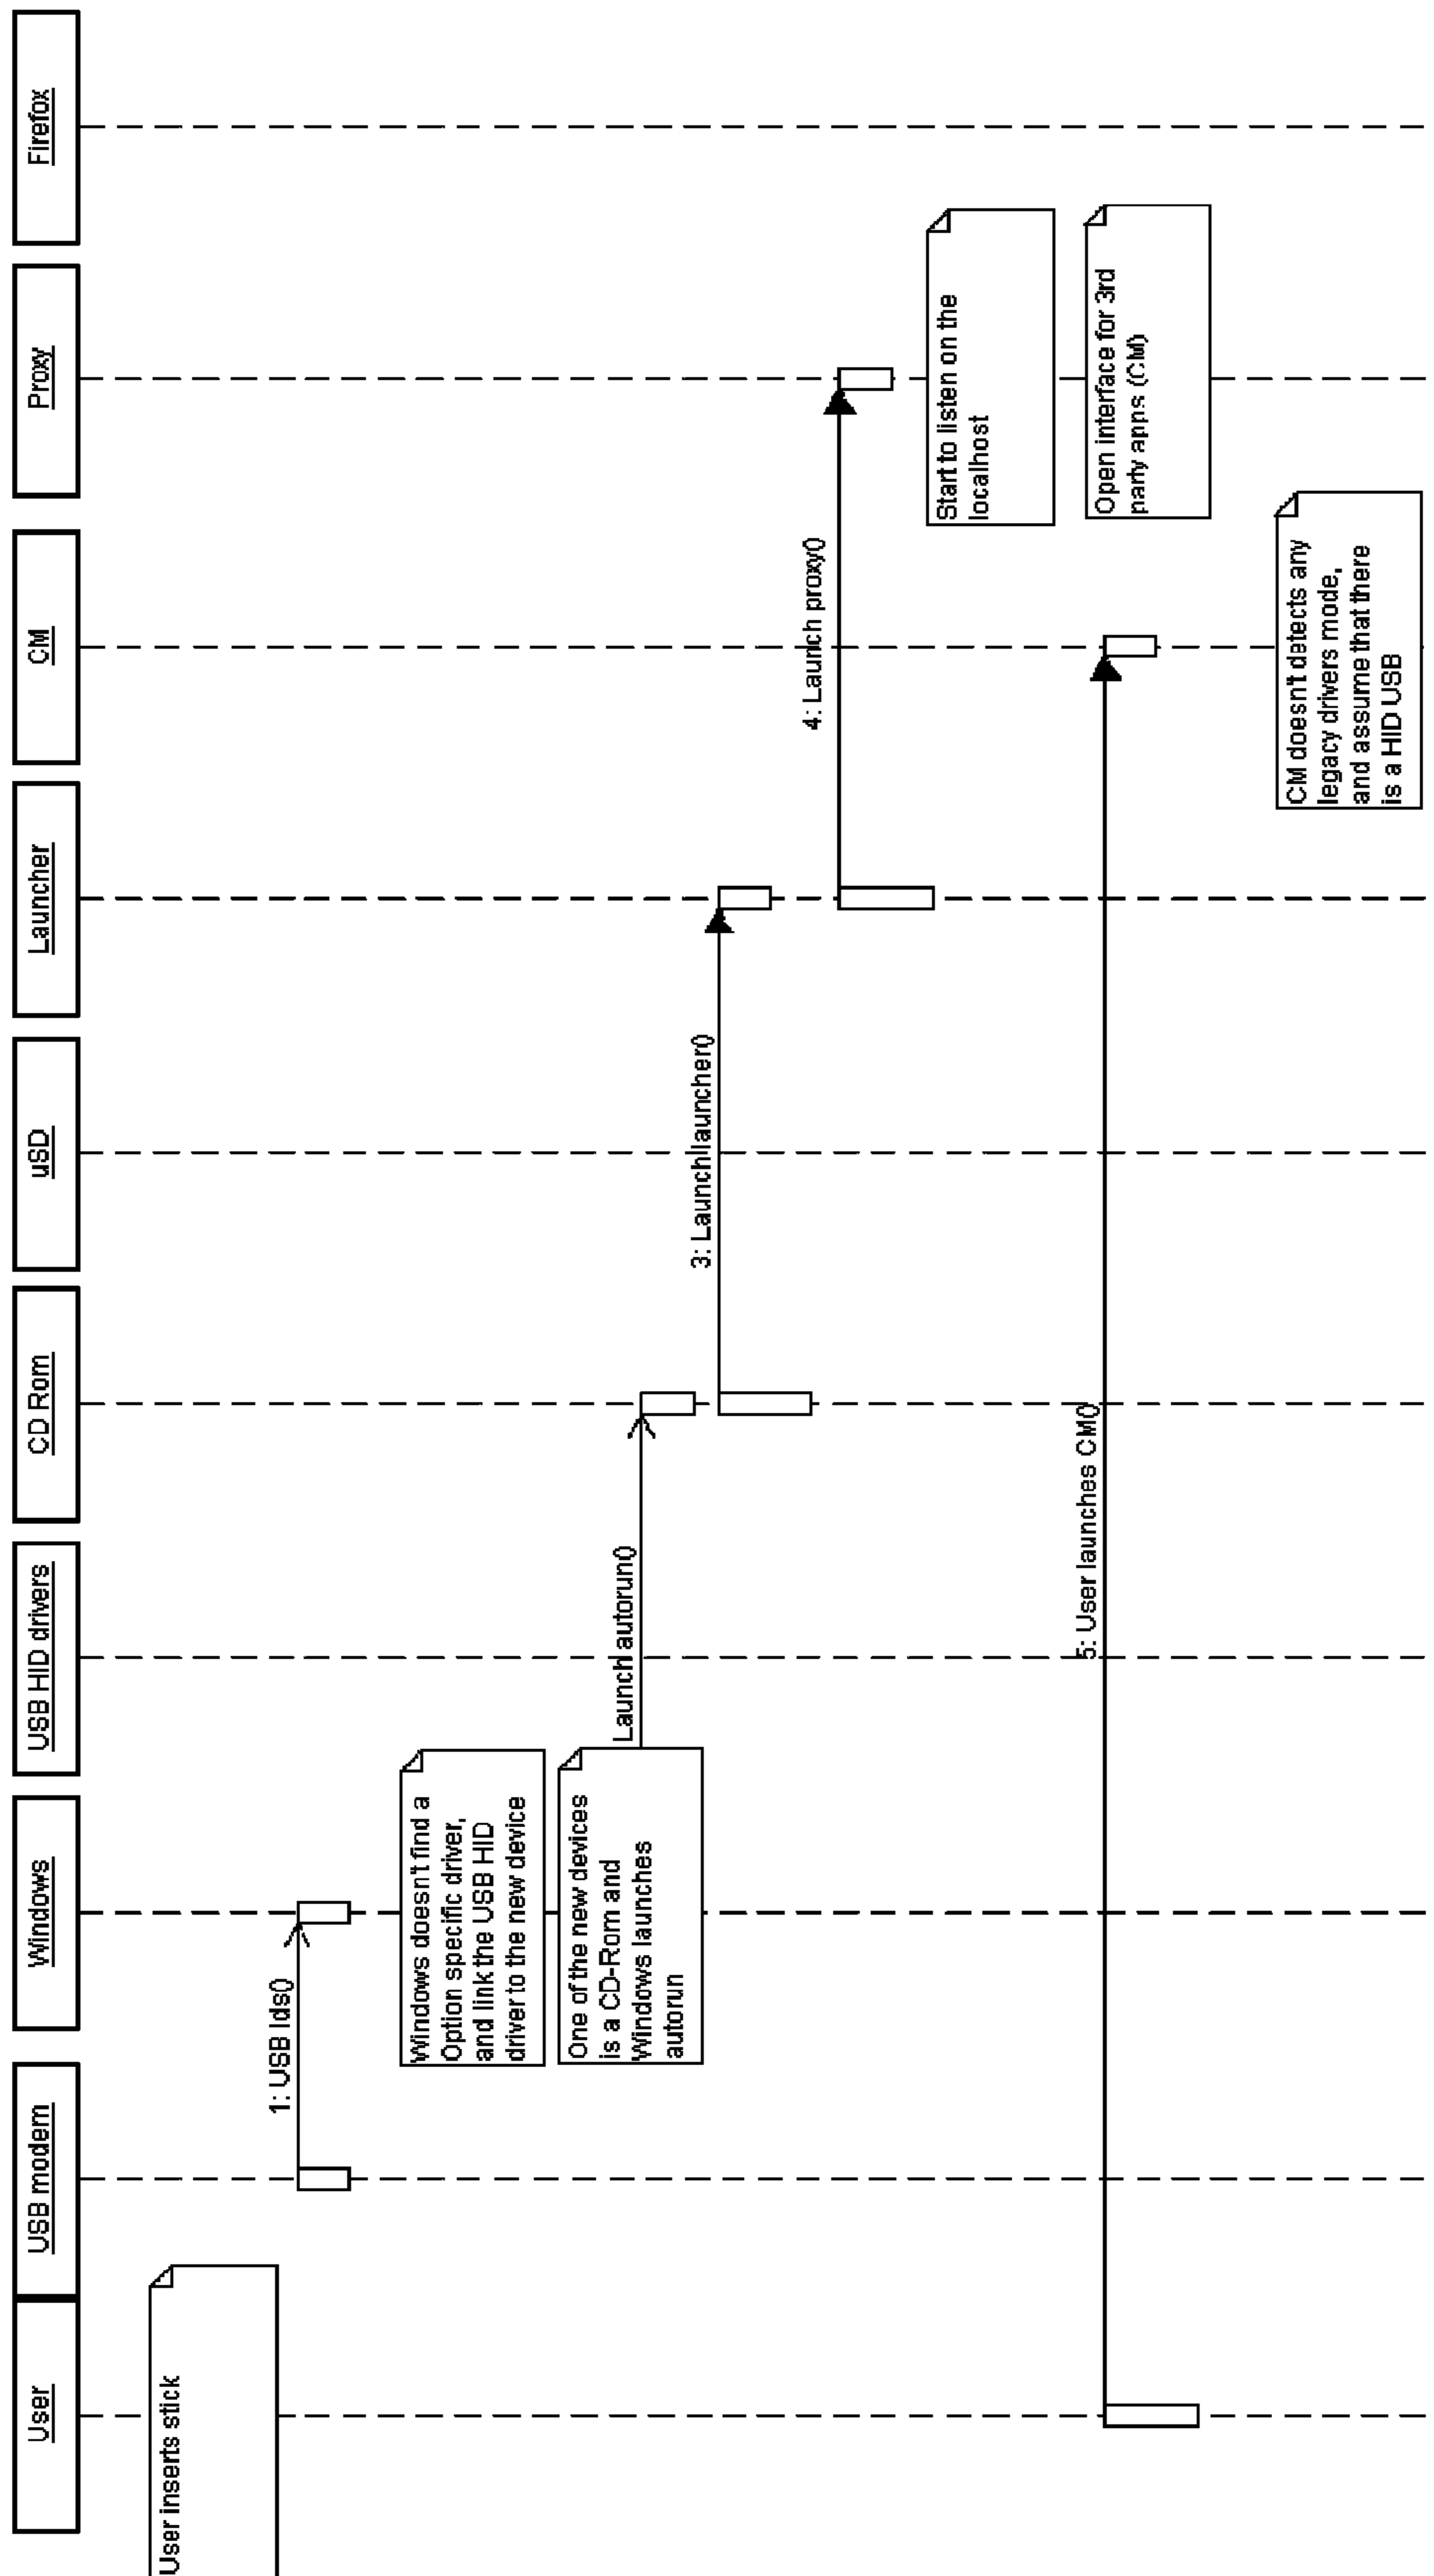 User
USB modem
Windows
USB HID drivers
CD Rom
uSD
Launcher
CM
Proxy
Firefox
User inserts stick
1: USB Ids()
Windows doesn't find a
Option specific driver,
and link the USB HID
driver to the new device
One of the new devices
is a CD-Rom and
Windows launches
autorun
Launch autorun()
3: Launch launcher()
4: Launch proxy()
Start to listen on the
localhost
Open interface for 3rd
party apps (CM)
5: User launches CM()
CM doesn't detects any
legacy drivers mode,
and assume that there
is a HID USB